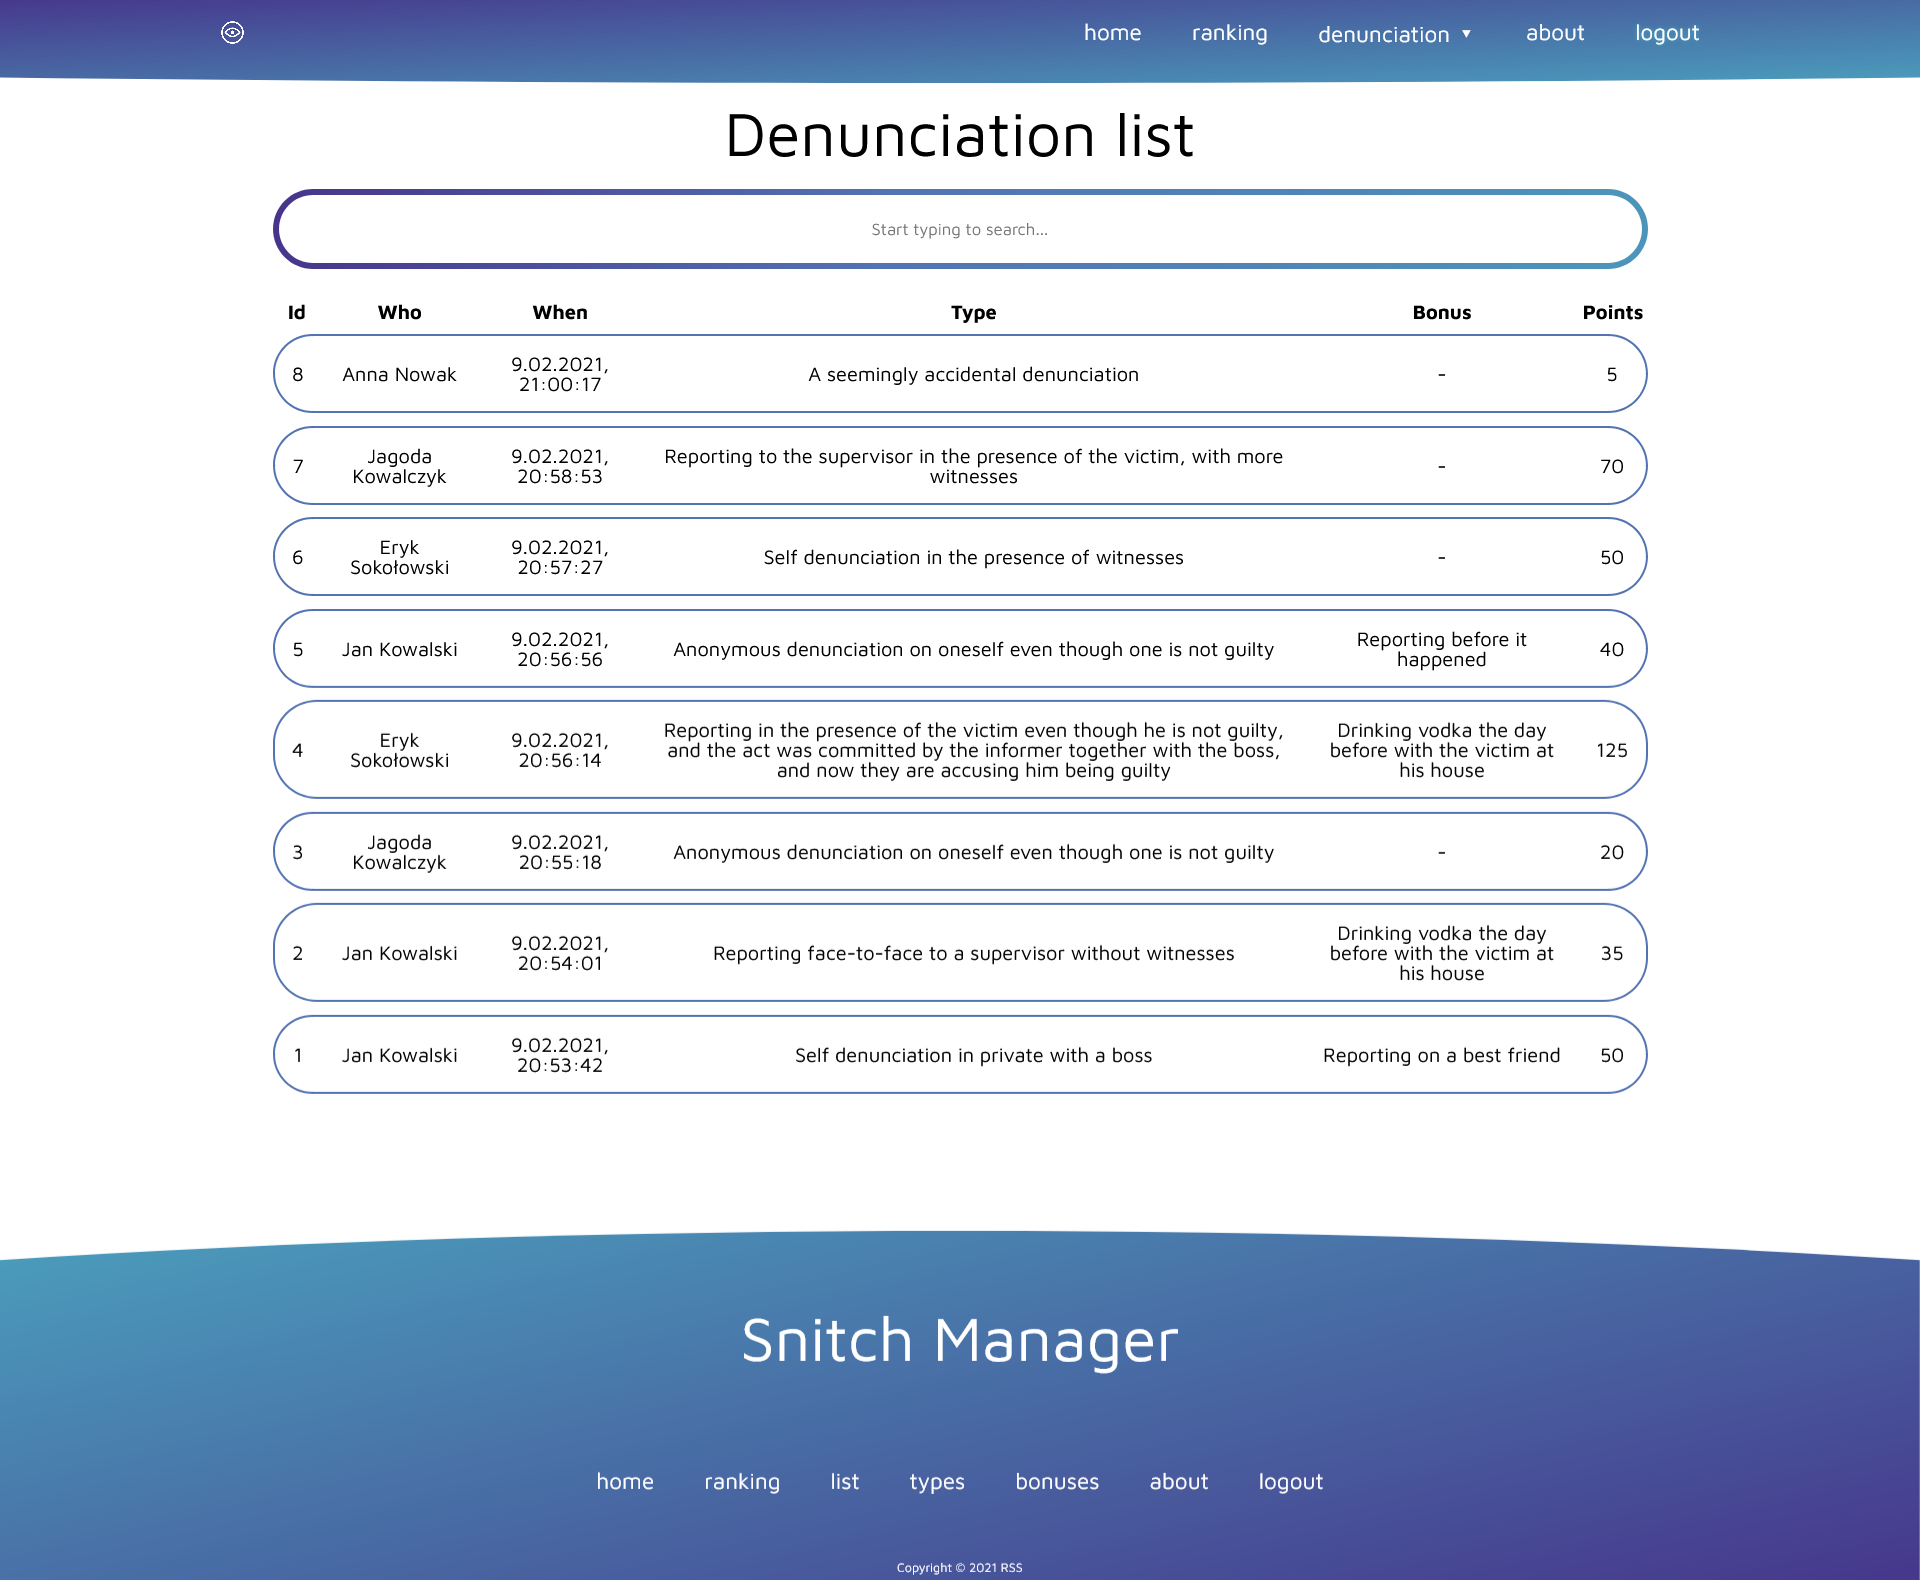 home ranking denunciation ▼ about logout
Denunciation list
Start typing to search...
Id Who When Type Bonus Points
8 Anna Nowak 9.02.2021, 21:00:17 A seemingly accidental denunciation - 5
7 Jagoda Kowalczyk 9.02.2021, 20:58:53 Reporting to the supervisor in the presence of the victim, with more witnesses - 70
6 Eryk Sokołowski 9.02.2021, 20:57:27 Self denunciation in the presence of witnesses - 50
5 Jan Kowalski 9.02.2021, 20:56:56 Anonymous denunciation on oneself even though one is not guilty Reporting before it happened 40
4 Eryk Sokołowski 9.02.2021, 20:56:14 Reporting in the presence of the victim even though he is not guilty, and the act was committed by the informer together with the boss, and now they are accusing him being guilty Drinking vodka the day before with the victim at his house 125
3 Jagoda Kowalczyk 9.02.2021, 20:55:18 Anonymous denunciation on oneself even though one is not guilty - 20
2 Jan Kowalski 9.02.2021, 20:54:01 Reporting face-to-face to a supervisor without witnesses Drinking vodka the day before with the victim at his house 35
1 Jan Kowalski 9.02.2021, 20:53:42 Self denunciation in private with a boss Reporting on a best friend 50
Snitch Manager
home ranking list types bonuses about logout
Copyright © 2021 RSS